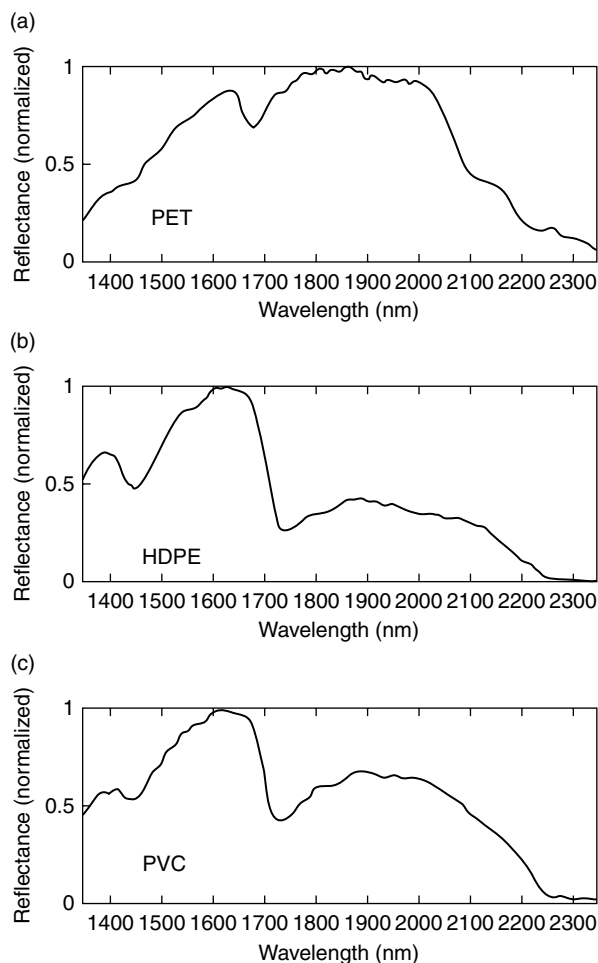 (a)
Reflectance (normalized)
1
0.5
0
PET
1400 1500 1600 1700 1800 1900 2000 2100 2200 2300
Wavelength (nm)
(b)
Reflectance (normalized)
1
0.5
0
HDPE
1400 1500 1600 1700 1800 1900 2000 2100 2200 2300
Wavelength (nm)
(c)
Reflectance (normalized)
1
0.5
0
PVC
1400 1500 1600 1700 1800 1900 2000 2100 2200 2300
Wavelength (nm)